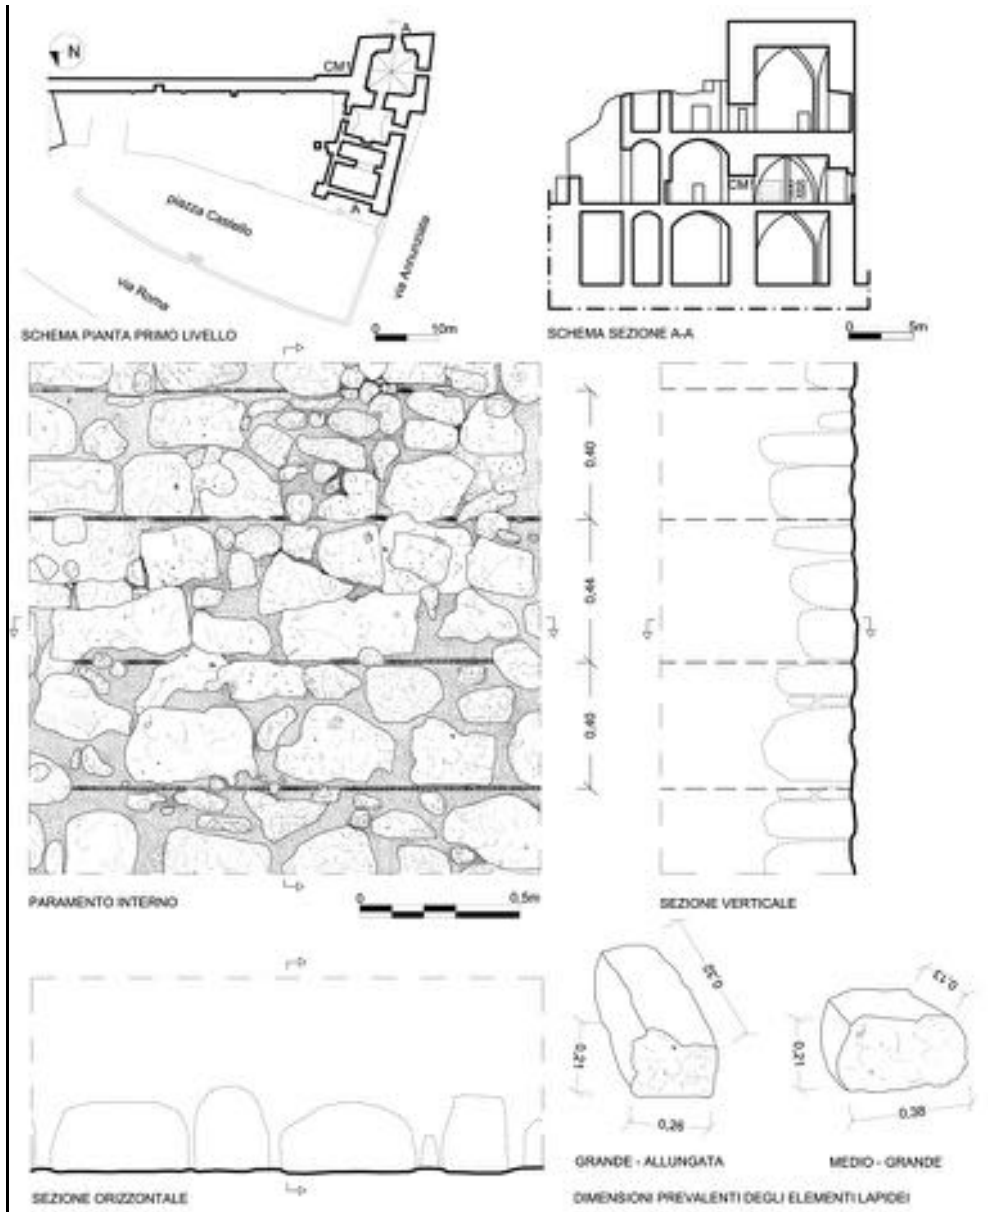 A
N
CM1
piazza Castello
A
via Roma
via Annunziata
SCHEMA PIANTA PRIMO LIVELLO
0 10m
CM1
SCHEMA SEZIONE A-A
0 5m
0,40
0,44
0,40
PARAMENTO INTERNO
0 0,5m
SEZIONE VERTICALE
SEZIONE ORIZZONTALE
0,32
0,21
0,26
GRANDE - ALLUNGATA
0,13
0,21
0,38
MEDIO - GRANDE
DIMENSIONI PREVALENTI DEGLI ELEMENTI LAPIDEI